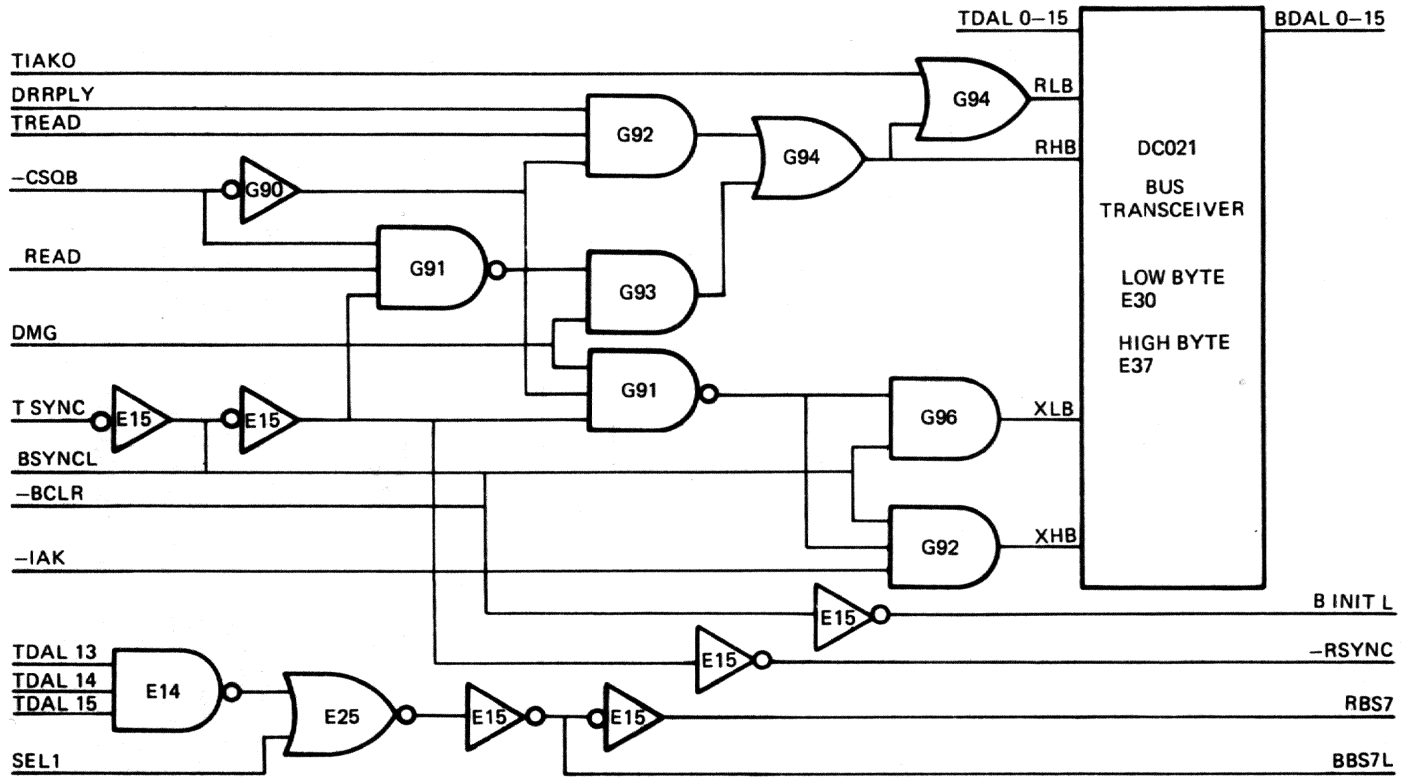 TDAL 0–15
BDAL 0–15
TIAKO
DRRPLY
TREAD
–CSQB
READ
DMG
T SYNC
BSYNCL
–BCLR
–IAK
TDAL 13
TDAL 14
TDAL 15
SEL1
G90
G91
G92
G93
G91
G94
G94
RLB
RHB
DC021
BUS
TRANSCEIVER
LOW BYTE
E30
HIGH BYTE
E37
E15
E15
G96
XLB
G92
XHB
E15
B INIT L
E15
–RSYNC
E14
E25
E15
E15
RBS7
BBS7L